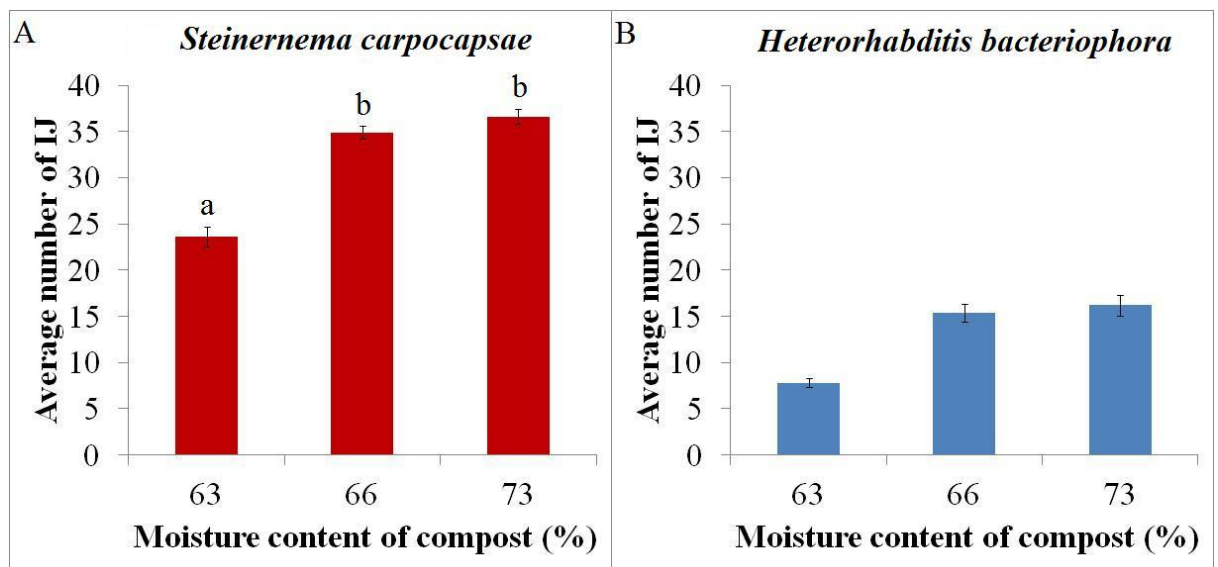 A
Steinernema carpocapsae
Average number of IJ
40
35
30
25
20
15
10
5
0
a
b
b
63 66 73
Moisture content of compost (%)
B
Heterorhabditis bacteriophora
Average number of IJ
40
35
30
25
20
15
10
5
0
63 66 73
Moisture content of compost (%)